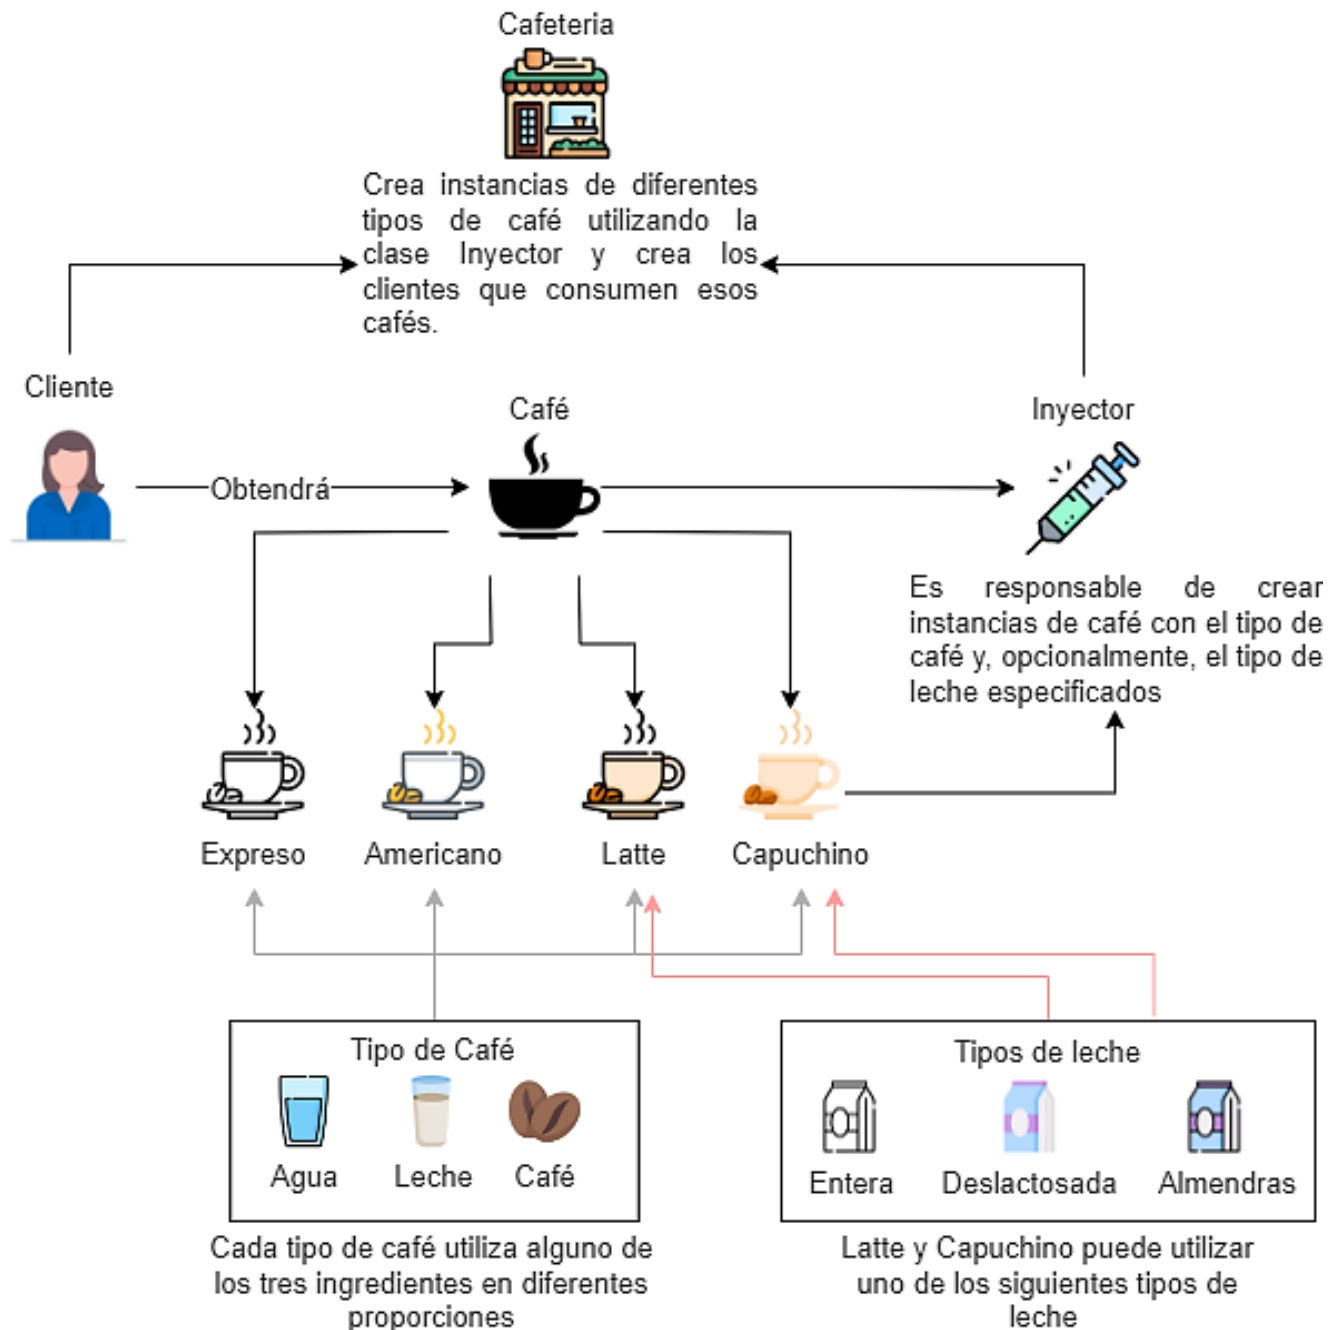 Cafeteria
Crea instancias de diferentes
tipos de café utilizando la
clase Inyector y crea los
clientes que consumen esos
cafés.
Cliente
Café
Inyector
Obtendrá
Es responsable de crear
instancias de café con el tipo de
café y, opcionalmente, el tipo de
leche especificados
Expreso
Americano
Latte
Capuchino
Tipo de Café
Agua
Leche
Café
Cada tipo de café utiliza alguno de
los tres ingredientes en diferentes
proporciones
Tipos de leche
Entera
Deslactosada
Almendras
Latte y Capuchino puede utilizar
uno de los siguientes tipos de
leche